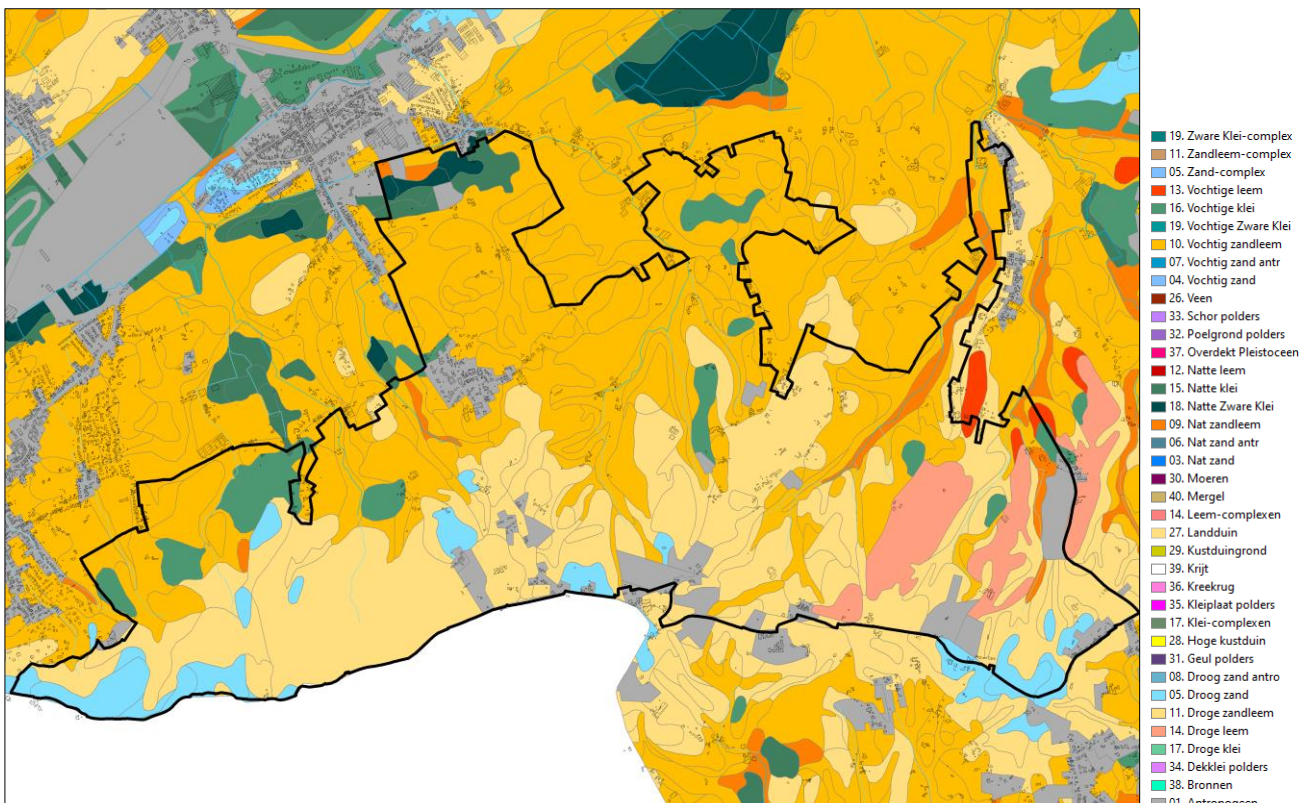 19. Zware Klei-complex
11. Zandleem-complex
05. Zand-complex
13. Vochtige leem
16. Vochtige klei
19. Vochtige Zware Klei
10. Vochtig zandleem
07. Vochtig zand antr
04. Vochtig zand
26. Veen
33. Schor polders
32. Poelgrond polders
37. Overdekt Pleistoceen
12. Natte leem
15. Natte klei
18. Natte Zware Klei
09. Nat zandleem
06. Nat zand antr
03. Nat zand
30. Moeren
40. Mergel
14. Leem-complexen
27. Landduin
29. Kustduingrond
39. Krijt
36. Kreekrug
35. Kleiplaat polders
17. Klei-complexen
28. Hoge kustduin
31. Geul polders
08. Droog zand antro
05. Droog zand
11. Droge zandleem
14. Droge leem
17. Droge klei
34. Dekklei polders
38. Bronnen
01. Antropogeen